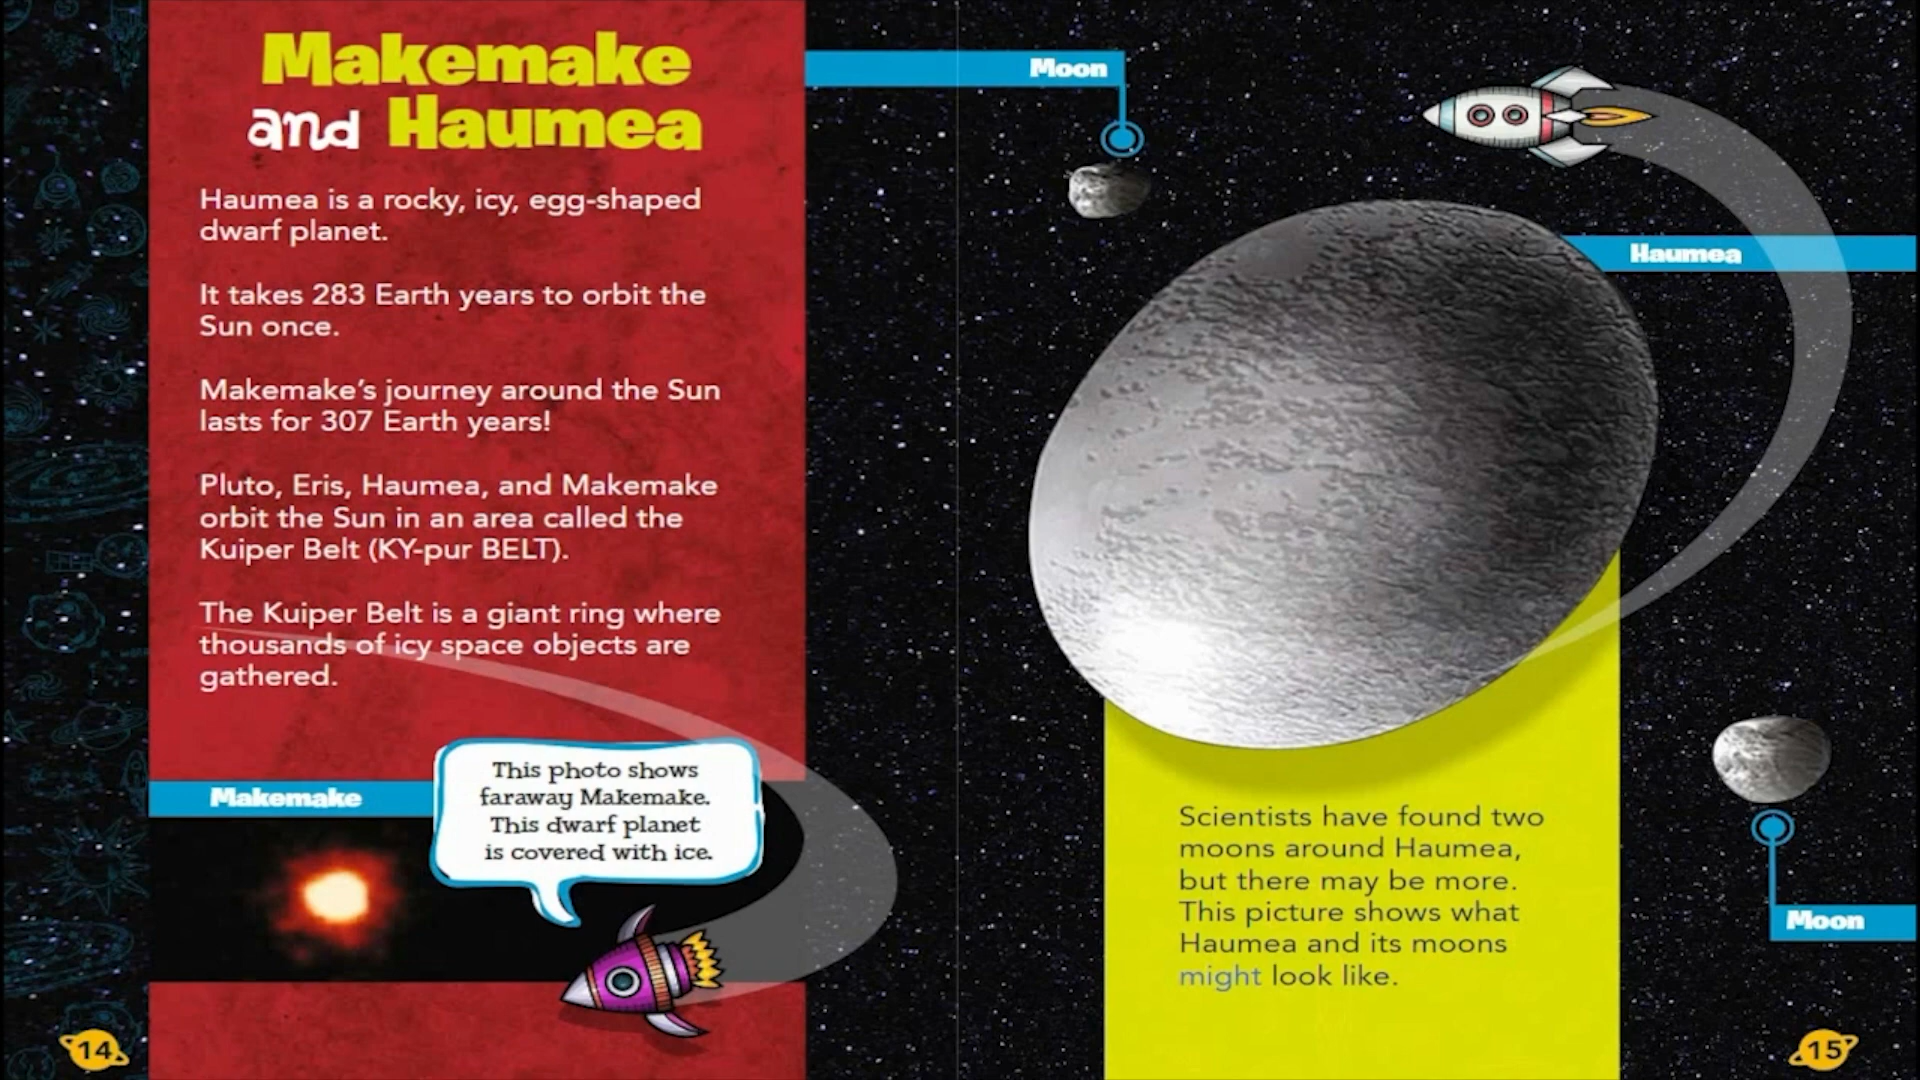 Makemake
and Haumea
Haumea is a rocky, icy, egg-shaped
dwarf planet.
It takes 283 Earth years to orbit the
Sun once.
Makemake’s journey around the Sun
lasts for 307 Earth years!
Pluto, Eris, Haumea, and Makemake
orbit the Sun in an area called the
Kuiper Belt (KY-pur BELT).
The Kuiper Belt is a giant ring where
thousands of icy space objects are
gathered.
Makemake
This photo shows
faraway Makemake.
This dwarf planet
is covered with ice.
14
Moon
Haumea
Scientists have found two
moons around Haumea,
but there may be more.
This picture shows what
Haumea and its moons
might look like.
Moon
15